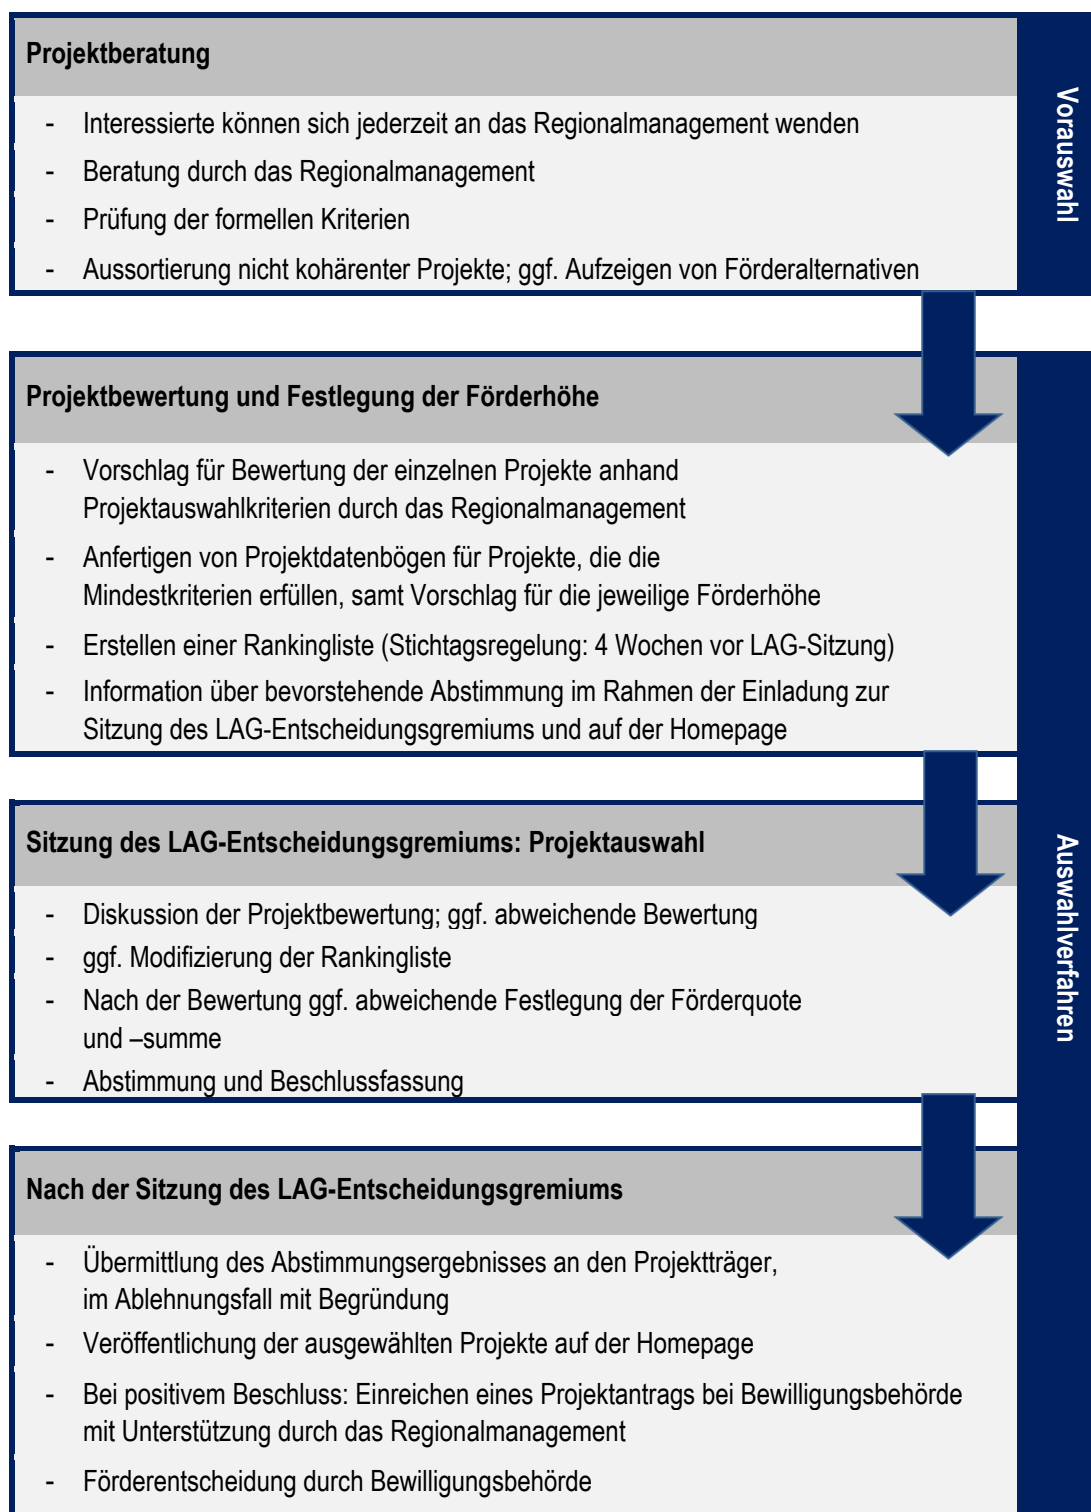 Projektberatung
- Interessierte können sich jederzeit an das Regionalmanagement wenden
- Beratung durch das Regionalmanagement
- Prüfung der formellen Kriterien
- Aussortierung nicht kohärenter Projekte; ggf. Aufzeigen von Förderalternativen
Vorauswahl
Projektbewertung und Festlegung der Förderhöhe
- Vorschlag für Bewertung der einzelnen Projekte anhand
Projektauswahlkriterien durch das Regionalmanagement
- Anfertigen von Projektdatenbögen für Projekte, die die
Mindestkriterien erfüllen, samt Vorschlag für die jeweilige Förderhöhe
- Erstellen einer Rankingliste (Stichtagsregelung: 4 Wochen vor LAG-Sitzung)
- Information über bevorstehende Abstimmung im Rahmen der Einladung zur
Sitzung des LAG-Entscheidungsgremiums und auf der Homepage
Sitzung des LAG-Entscheidungsgremiums: Projektauswahl
- Diskussion der Projektbewertung; ggf. abweichende Bewertung
- ggf. Modifizierung der Rankingliste
- Nach der Bewertung ggf. abweichende Festlegung der Förderquote
und –summe
- Abstimmung und Beschlussfassung
Nach der Sitzung des LAG-Entscheidungsgremiums
- Übermittlung des Abstimmungsergebnisses an den Projektträger,
im Ablehnungsfall mit Begründung
- Veröffentlichung der ausgewählten Projekte auf der Homepage
- Bei positivem Beschluss: Einreichen eines Projektantrags bei Bewilligungsbehörde
mit Unterstützung durch das Regionalmanagement
- Förderentscheidung durch Bewilligungsbehörde
Auswahlverfahren